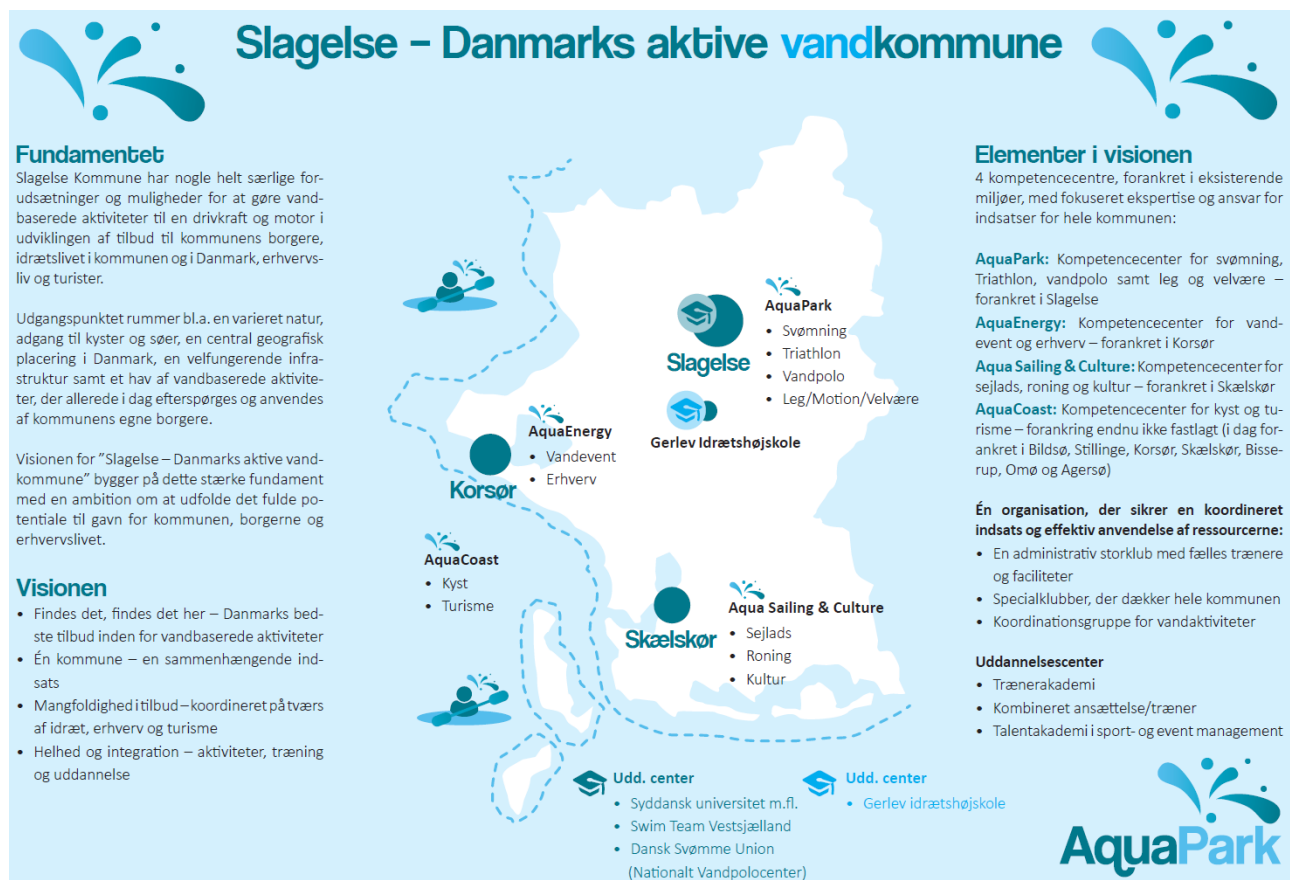 Slagelse – Danmarks aktive vandkommune
Fundamentet
Slagelse Kommune har nogle helt særlige for-
udsætninger og muligheder for at gøre vand-
baserede aktiviteter til en drivkraft og motor i
udviklingen af tilbud til kommunens borgere,
idrætslivet i kommunen og i Danmark, erhvervs-
liv og turister.
Udgangspunktet rummer bl.a. en varieret natur,
adgang til kyster og søer, en central geografisk
placering i Danmark, en velfungerende infra-
struktur samt et hav af vandbaserede aktivite-
ter, der allerede i dag efterspørges og anvendes
af kommunens egne borgere.
Visionen for ”Slagelse – Danmarks aktive vand-
kommune” bygger på dette stærke fundament
med en ambition om at udfolde det fulde po-
tentiale til gavn for kommunen, borgerne og
erhvervslivet.
Visionen
• Findes det, findes det her – Danmarks bed-
ste tilbud inden for vandbaserede aktiviteter
• Én kommune – en sammenhængende ind-
sats
• Mangfoldighed i tilbud – koordineret på tværs
af idræt, erhverv og turisme
• Helhed og integration – aktiviteter, træning
og uddannelse
AquaPark
• Svømning
• Triathlon
• Vandpolo
• Leg/Motion/Velvære
Slagelse
Gerlev Idrætshøjskole
AquaEnergy
• Vandevent
• Erhverv
Korsør
AquaCoast
• Kyst
• Turisme
Aqua Sailing & Culture
• Sejlads
• Roning
• Kultur
Skælskør
Udd. center
• Syddansk universitet m.fl.
• Swim Team Vestsjælland
• Dansk Svømme Union
(Nationalt Vandpolocenter)
Udd. center
• Gerlev idrætshøjskole
Elementer i visionen
4 kompetencecentre, forankret i eksisterende
miljøer, med fokuseret ekspertise og ansvar for
indsatser for hele kommunen:
AquaPark: Kompetencecenter for svømning,
Triathlon, vandpolo samt leg og velvære –
forankret i Slagelse
AquaEnergy: Kompetencecenter for vand-
event og erhverv – forankret i Korsør
Aqua Sailing & Culture: Kompetencecenter for
sejlads, roning og kultur – forankret i Skælskør
AquaCoast: Kompetencecenter for kyst og tu-
risme – forankring endnu ikke fastlagt (i dag for-
ankret i Bildsø, Stillinge, Korsør, Skælskør, Bisse-
rup, Omø og Agersø)
Én organisation, der sikrer en koordineret
indsats og effektiv anvendelse af ressourcerne:
• En administrativ storklub med fælles trænere
og faciliteter
• Specialklubber, der dækker hele kommunen
• Koordinationsgruppe for vandaktiviteter
Uddannelsescenter
• Trænerakademi
• Kombineret ansættelse/træner
• Talentakademi i sport- og event management
AquaPark